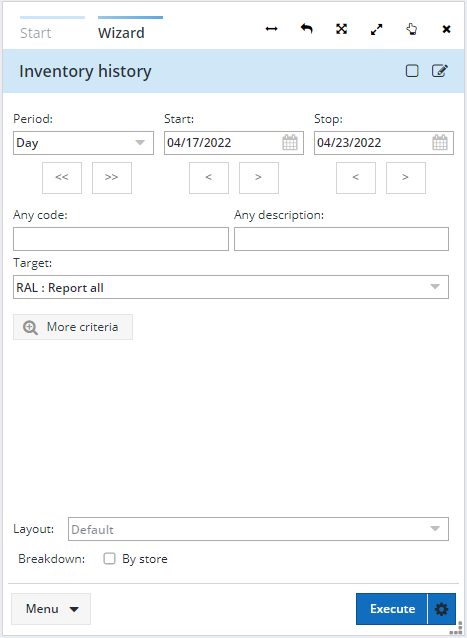 Start Wizard
Inventory history
Period: Start: Stop:
Day 04/17/2022 04/23/2022
<< >> < > < >
Any code: Any description:
Target:
RAL : Report all
More criteria
Layout: Default
Breakdown: By store
Menu Execute